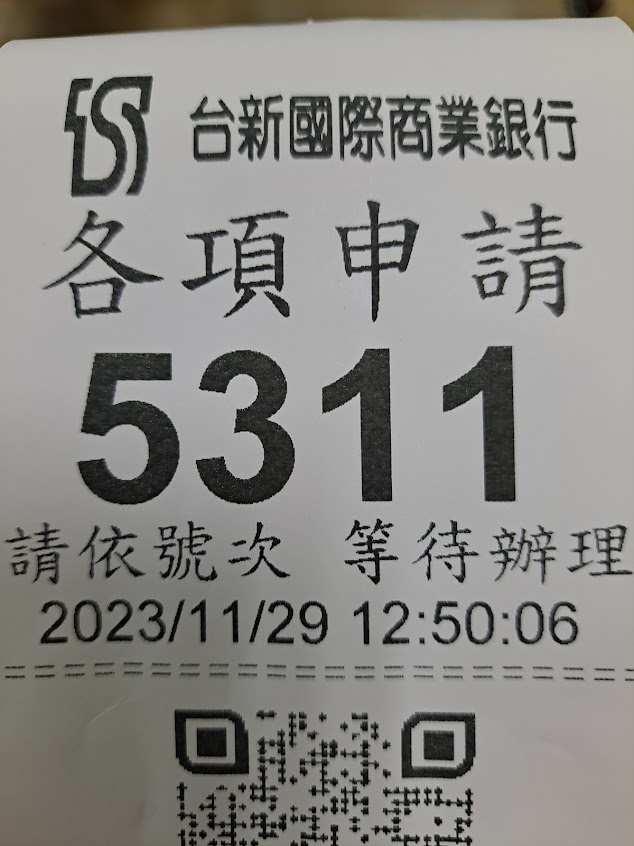 台新國際商業銀行
各項申請
5311
請依號次 等待辦理
2023/11/29 12:50:06